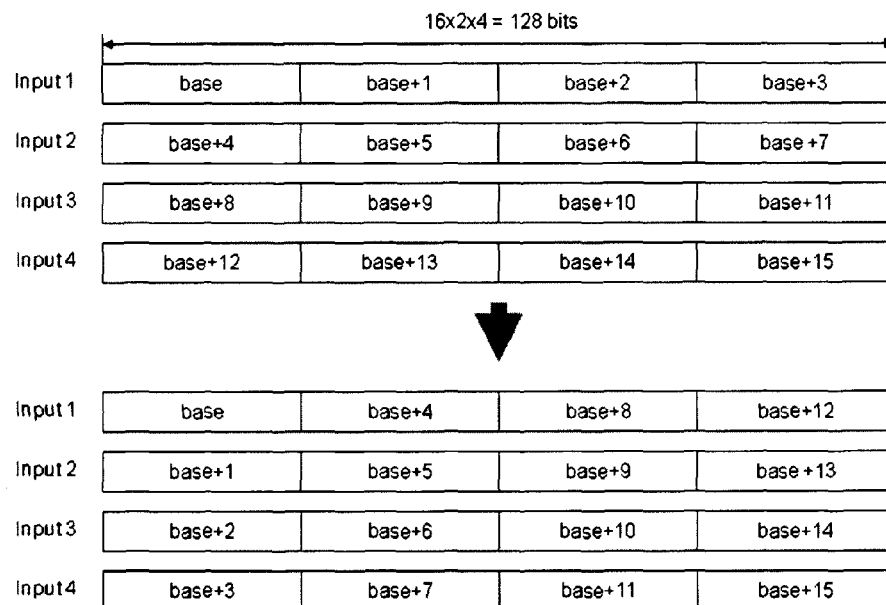 16x2x4 = 128 bits
Input 1 base base+1 base+2 base+3
Input 2 base+4 base+5 base+6 base +7
Input 3 base+8 base+9 base+10 base+11
Input 4 base+12 base+13 base+14 base+15
Input 1 base base+4 base+8 base+12
Input 2 base+1 base+5 base+9 base +13
Input 3 base+2 base+6 base+10 base+14
Input 4 base+3 base+7 base+11 base+15